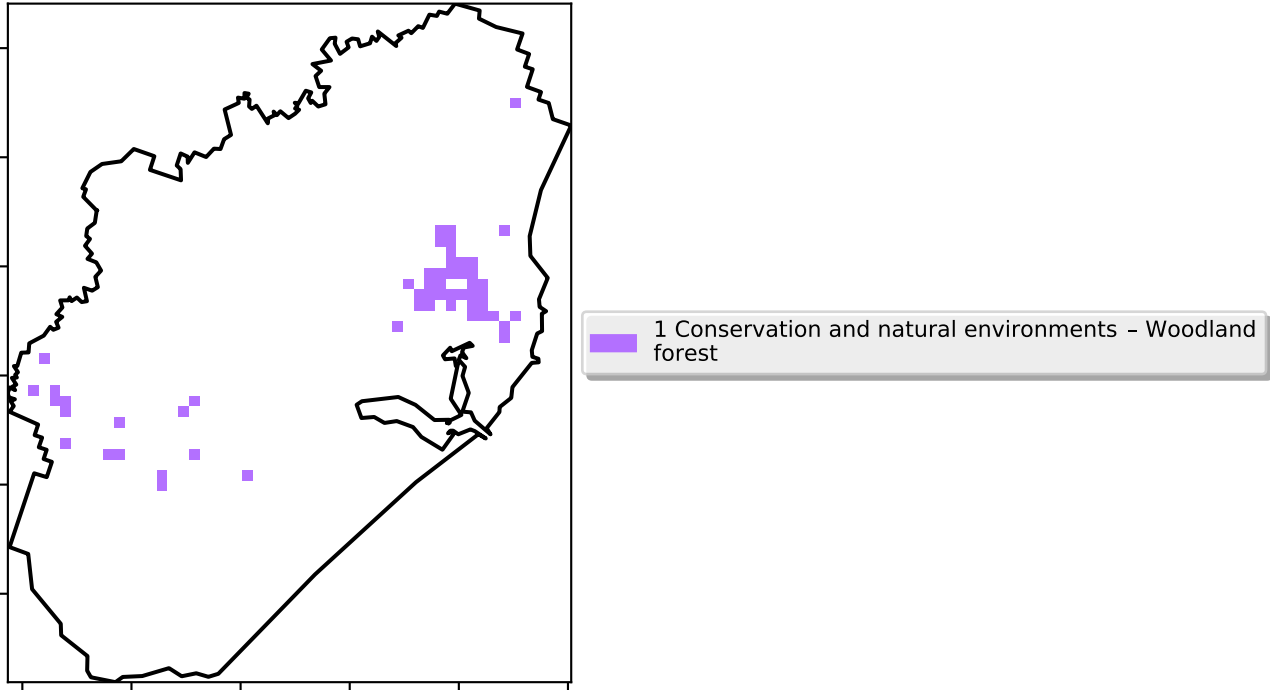 1 Conservation and natural environments – Woodland
forest